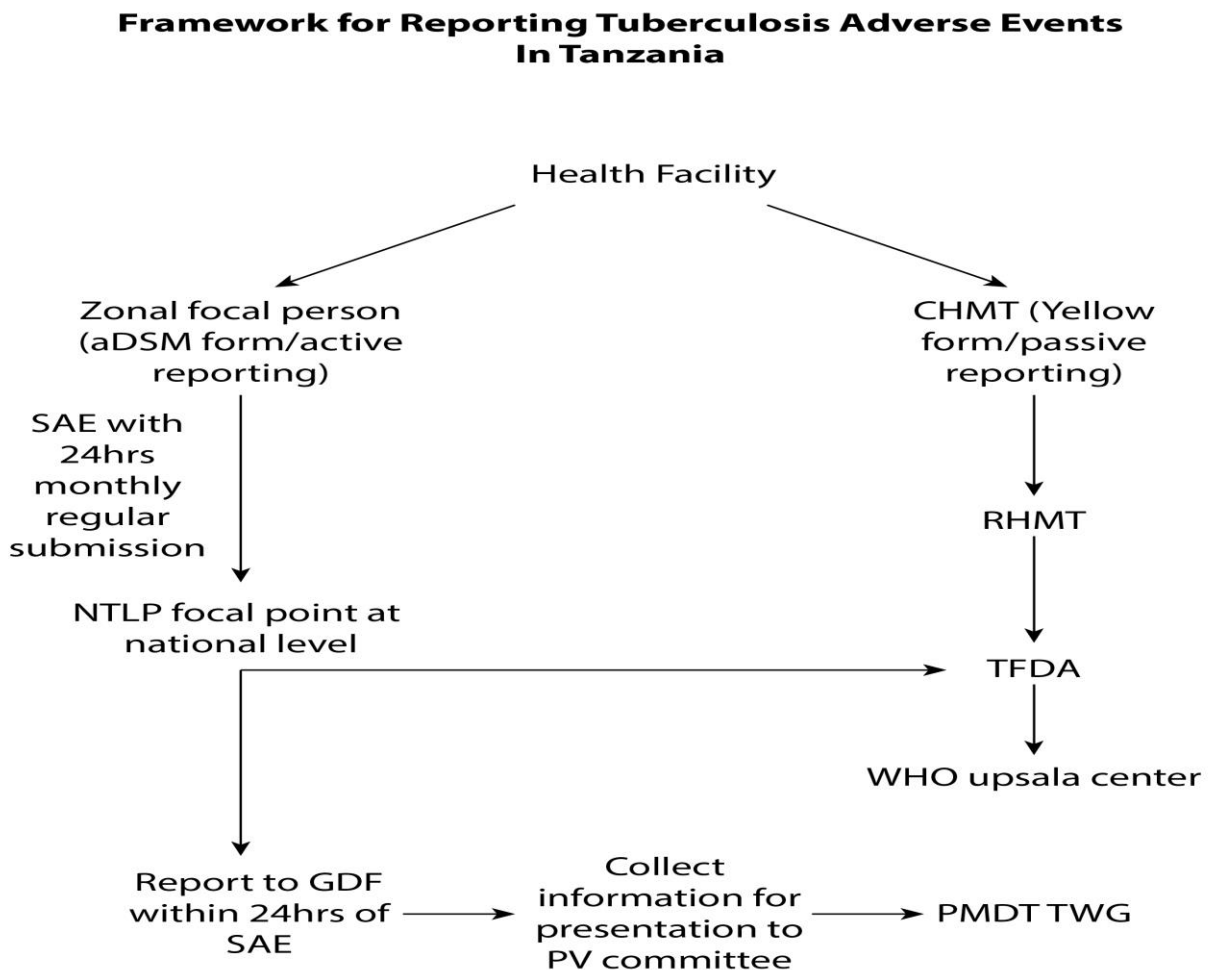 Framework for Reporting Tuberculosis Adverse Events
In Tanzania
Health Facility
Zonal focal person
(aDSM form/active
reporting)
CHMT (Yellow
form/passive
reporting)
SAE with
24hrs
monthly
regular
submission
RHMT
NTLP focal point at
national level
TFDA
WHO upsala center
Report to GDF
within 24hrs of
SAE
Collect
information for
presentation to
PV committee
PMDT TWG